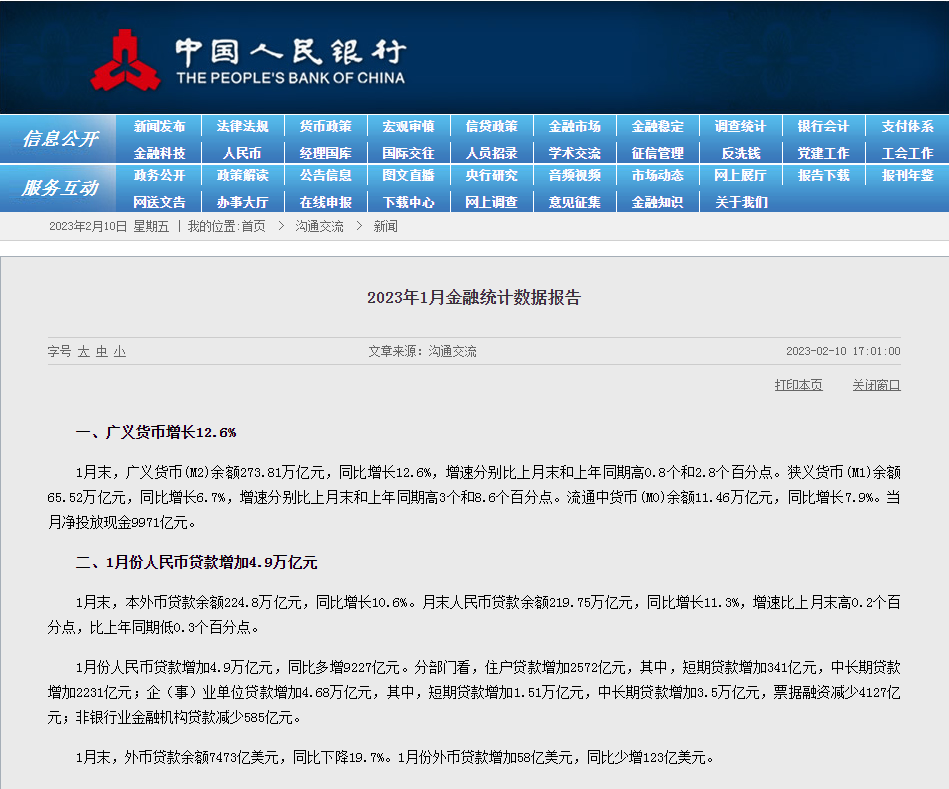 中国人民银行
THE PEOPLE'S BANK OF CHINA
信息公开
新闻发布 法律法规 货币政策 宏观审慎 信贷政策 金融市场 金融稳定 调查统计 银行会计 支付体系
金融科技 人民币 经理国库 国际交往 人员招录 学术交流 征信管理 反洗钱 党建工作 工会工作
服务互动
政务公开 政策解读 公告信息 图文直播 央行研究 音频视频 市场动态 网上展厅 报告下载 报刊年鉴
网送文告 办事大厅 在线申报 下载中心 网上调查 意见征集 金融知识 关于我们
2023年2月10日 星期五 | 我的位置:首页 > 沟通交流 > 新闻
2023年1月金融统计数据报告
字号 大 中 小 文章来源: 沟通交流 2023-02-10 17:01:00
打印本页 关闭窗口
一、广义货币增长12.6%
1月末，广义货币(M2)余额273.81万亿元，同比增长12.6%，增速分别比上月末和上年同期高0.8个和2.8个百分点。狭义货币(M1)余额
65.52万亿元，同比增长6.7%，增速分别比上月末和上年同期高3个和8.6个百分点。流通中货币(M0)余额11.46万亿元，同比增长7.9%。当
月净投放现金9971亿元。
二、1月份人民币贷款增加4.9万亿元
1月末，本外币贷款余额224.8万亿元，同比增长10.6%。月末人民币贷款余额219.75万亿元，同比增长11.3%，增速比上月末高0.2个百
分点，比上年同期低0.3个百分点。
1月份人民币贷款增加4.9万亿元，同比多增9227亿元。分部门看，住户贷款增加2572亿元，其中，短期贷款增加341亿元，中长期贷款
增加2231亿元；企（事）业单位贷款增加4.68万亿元，其中，短期贷款增加1.51万亿元，中长期贷款增加3.5万亿元，票据融资减少4127亿
元；非银行业金融机构贷款减少585亿元。
1月末，外币贷款余额7473亿美元，同比下降19.7%。1月份外币贷款增加58亿美元，同比少增123亿美元。